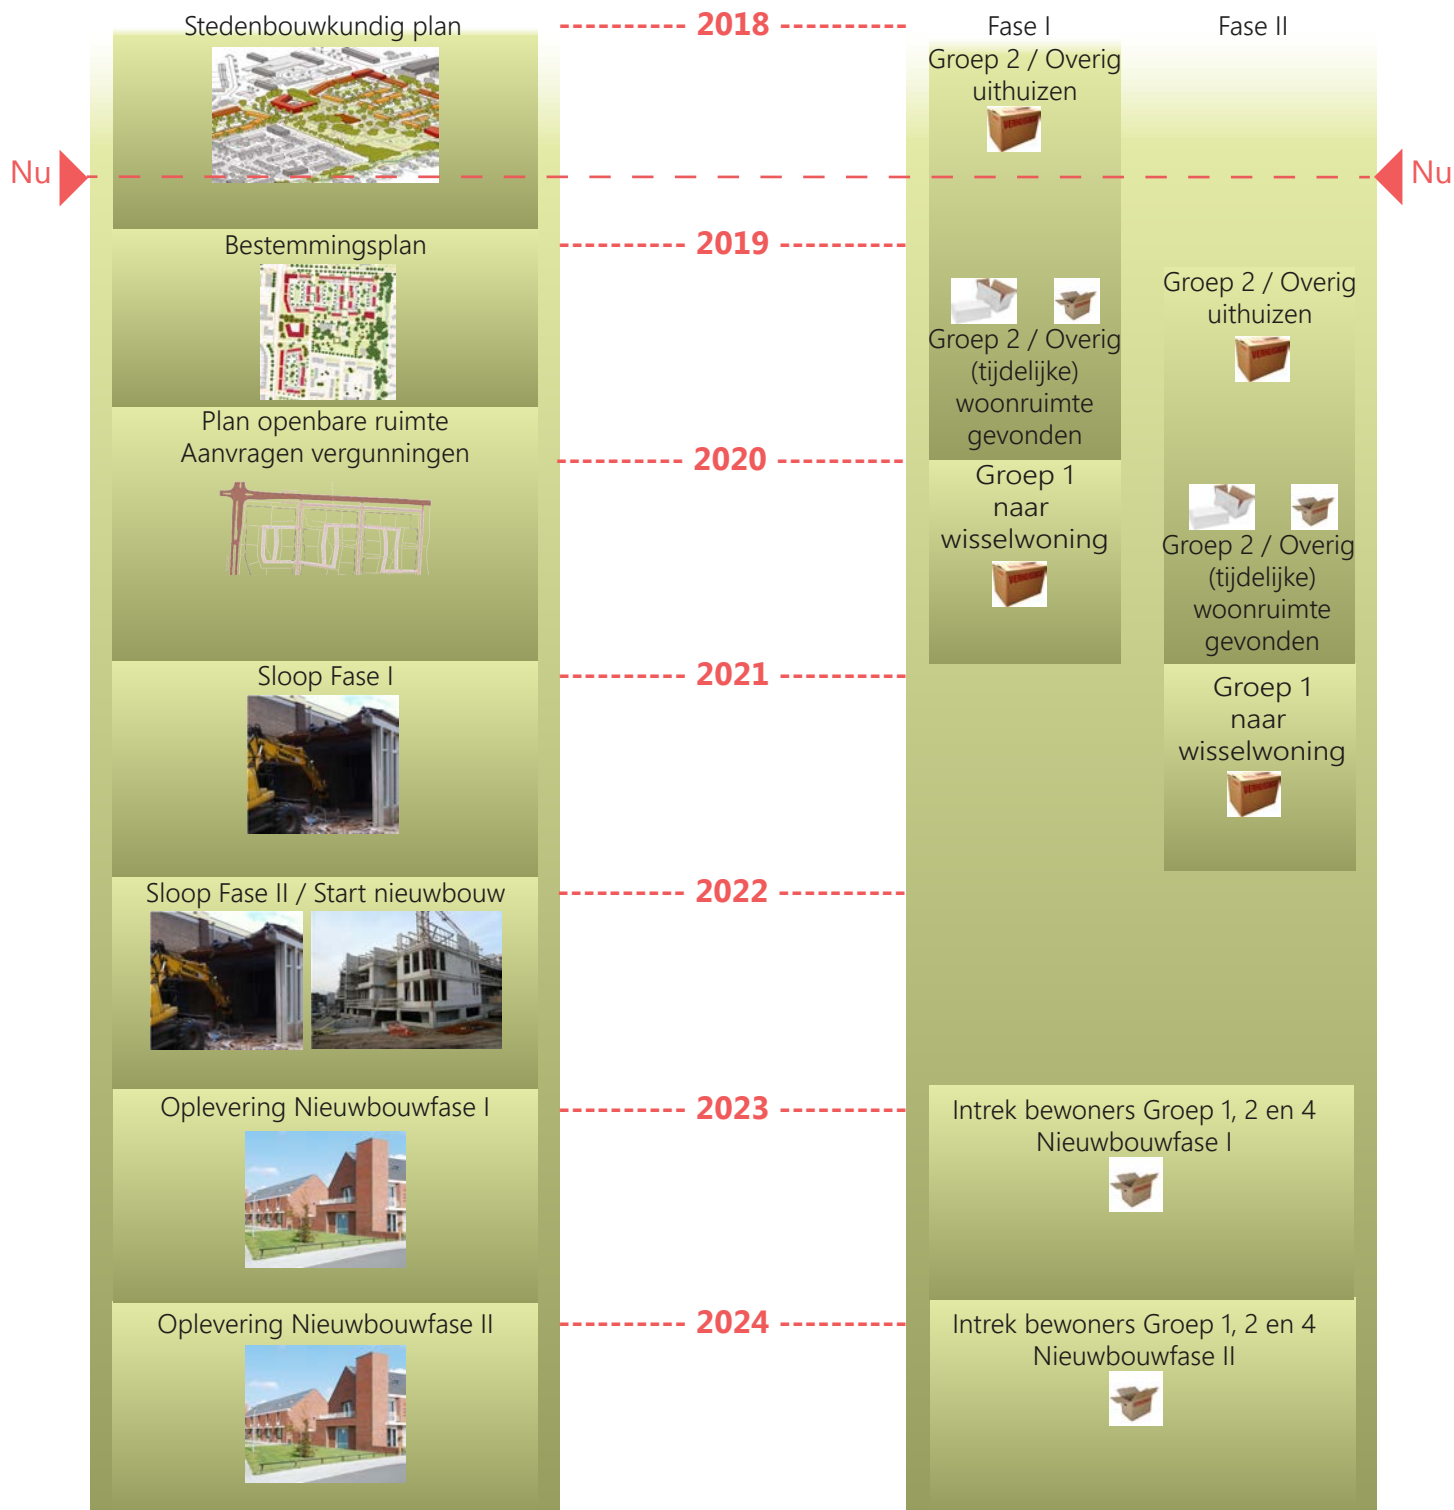 Stedenbouwkundig plan
2018
Fase I
Fase II
Groep 2 / Overig
uithuizen
Nu
Nu
Bestemmingsplan
2019
Groep 2 / Overig
(tijdelijke)
woonruimte
gevonden
Groep 2 / Overig
uithuizen
Plan openbare ruimte
Aanvragen vergunningen
2020
Groep 1
naar
wisselwoning
Groep 2 / Overig
(tijdelijke)
woonruimte
gevonden
Sloop Fase I
2021
Groep 1
naar
wisselwoning
Sloop Fase II / Start nieuwbouw
2022
Oplevering Nieuwbouwfase I
2023
Intrek bewoners Groep 1, 2 en 4
Nieuwbouwfase I
Oplevering Nieuwbouwfase II
2024
Intrek bewoners Groep 1, 2 en 4
Nieuwbouwfase II